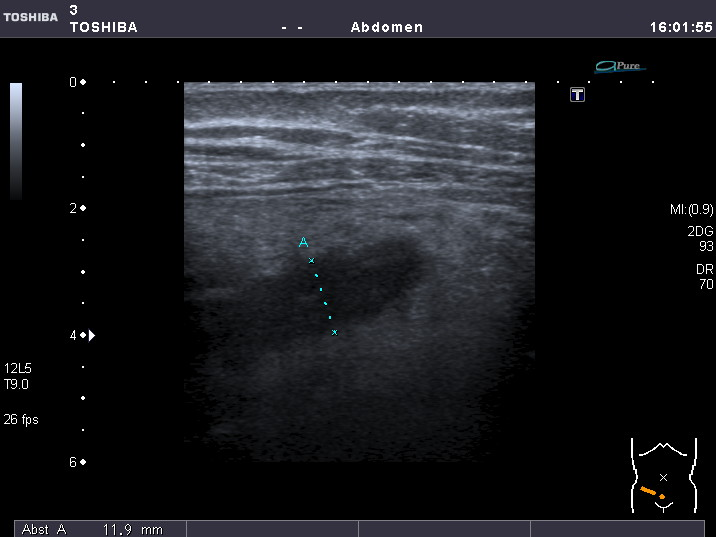 TOSHIBA
3
TOSHIBA - - Abdomen 16:01:55
aPure
T
0
2
A
MI:(0.9)
2DG
93
DR
70
4
12L5
T9.0
26 fps
6
Abst A 11.9 mm